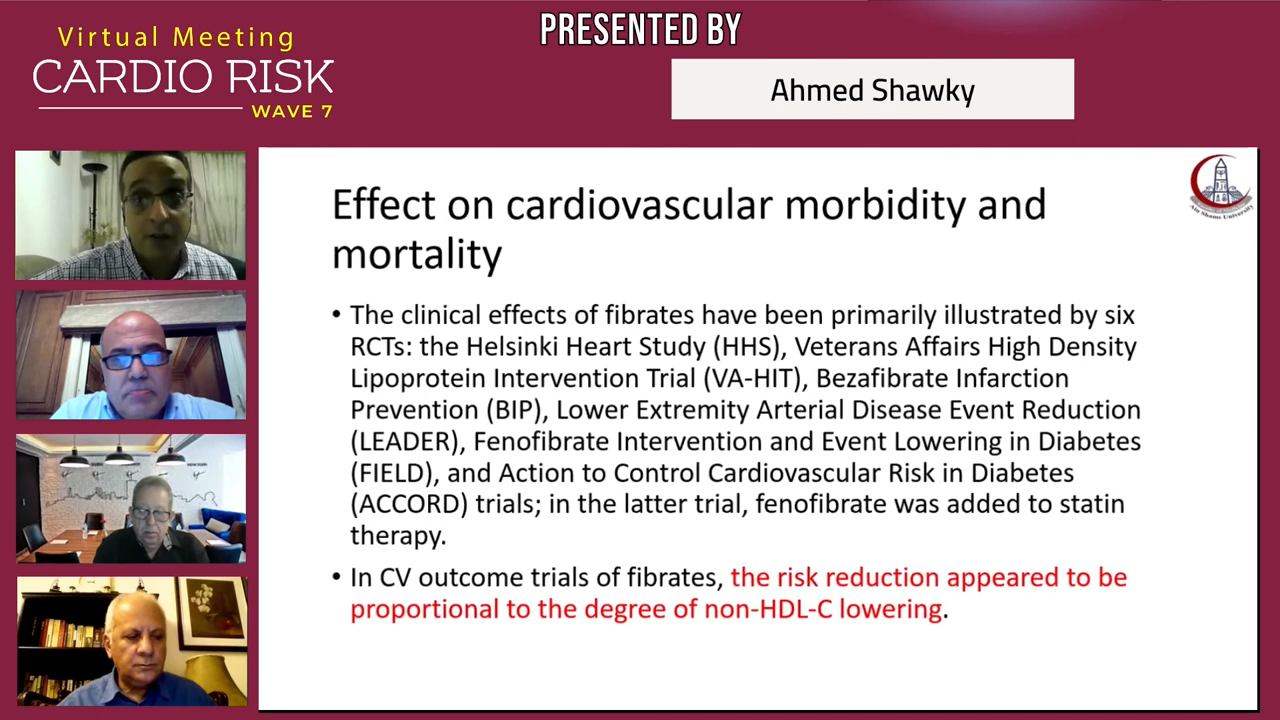 Virtual Meeting
CARDIO RISK
WAVE 7
PRESENTED BY
Ahmed Shawky
Effect on cardiovascular morbidity and
mortality
• The clinical effects of fibrates have been primarily illustrated by six
RCTs: the Helsinki Heart Study (HHS), Veterans Affairs High Density
Lipoprotein Intervention Trial (VA-HIT), Bezafibrate Infarction
Prevention (BIP), Lower Extremity Arterial Disease Event Reduction
(LEADER), Fenofibrate Intervention and Event Lowering in Diabetes
(FIELD), and Action to Control Cardiovascular Risk in Diabetes
(ACCORD) trials; in the latter trial, fenofibrate was added to statin
therapy.
• In CV outcome trials of fibrates, the risk reduction appeared to be
proportional to the degree of non-HDL-C lowering.
Ain Shams University